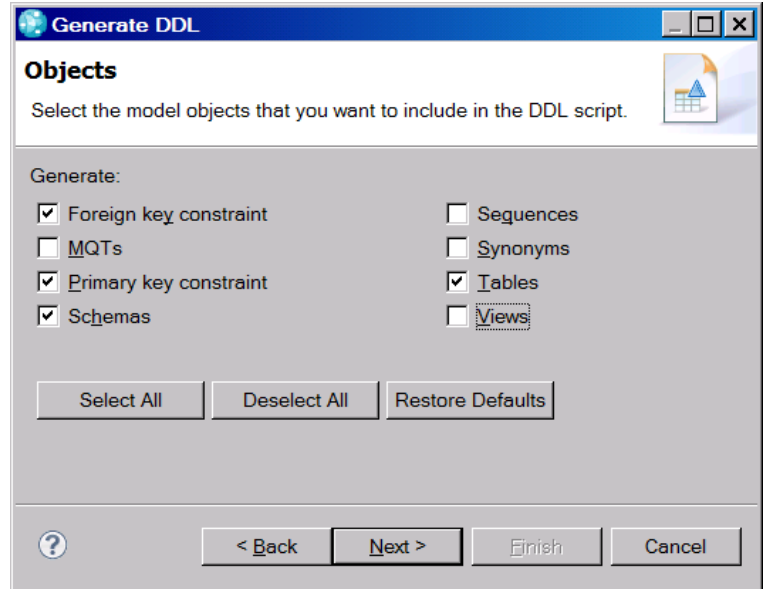 Generate DDL
Objects
Select the model objects that you want to include in the DDL script.
Generate:
Foreign key constraint
Sequences
MQTs
Synonyms
Primary key constraint
Tables
Schemas
Views
Select All Deselect All Restore Defaults
? < Back Next > Finish Cancel